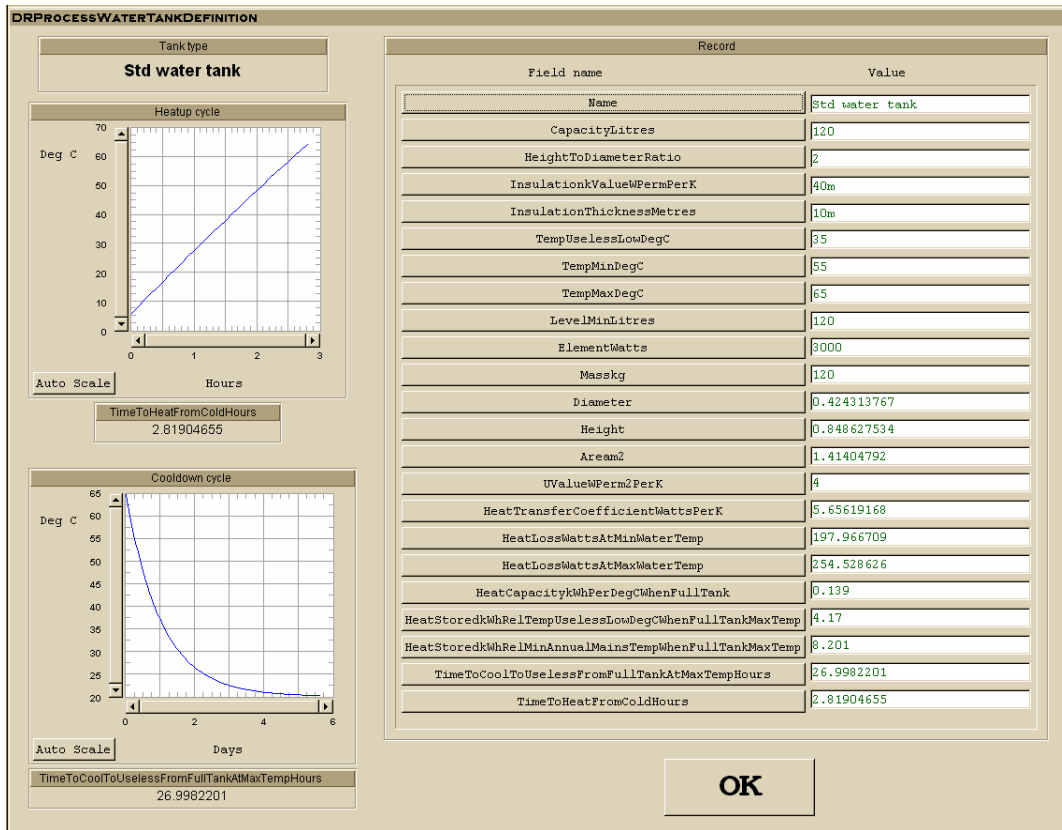 DRProcessWaterTankDefinition
Tank type
Std water tank
Heatup cycle
70
Deg C
60
50
40
30
20
10
0
0 1 2 3
Auto Scale
Hours
TimeToHeatFromColdHours
2.81904655
Cooldown cycle
65
Deg C
60
55
50
45
40
35
30
25
20
0 2 4 6
Auto Scale
Days
TimeToCoolToUselessFromFullTankAtMaxTempHours
26.9982201
Record
Field name Value
Name Std water tank
CapacityLitres 120
HeightToDiameterRatio 2
InsulationkValueWPermPerK 40m
InsulationThicknessMetres 10m
TempUselessLowDegC 35
TempMinDegC 55
TempMaxDegC 65
LevelMinLitres 120
ElementWatts 3000
Masskg 120
Diameter 0.424313767
Height 0.848627534
Aream2 1.41404792
UValueWPerm2PerK 4
HeatTransferCoefficientWattsPerK 5.65619168
HeatLossWattsAtMinWaterTemp 197.966709
HeatLossWattsAtMaxWaterTemp 254.528626
HeatCapacitykWhPerDegCWhenFullTank 0.139
HeatStoredkWhRelTempUselessLowDegCWhenFullTankMaxTemp 4.17
HeatStoredkWhRelMinAnnualMainsTempWhenFullTankMaxTemp 8.201
TimeToCoolToUselessFromFullTankAtMaxTempHours 26.9982201
TimeToHeatFromColdHours 2.81904655
OK